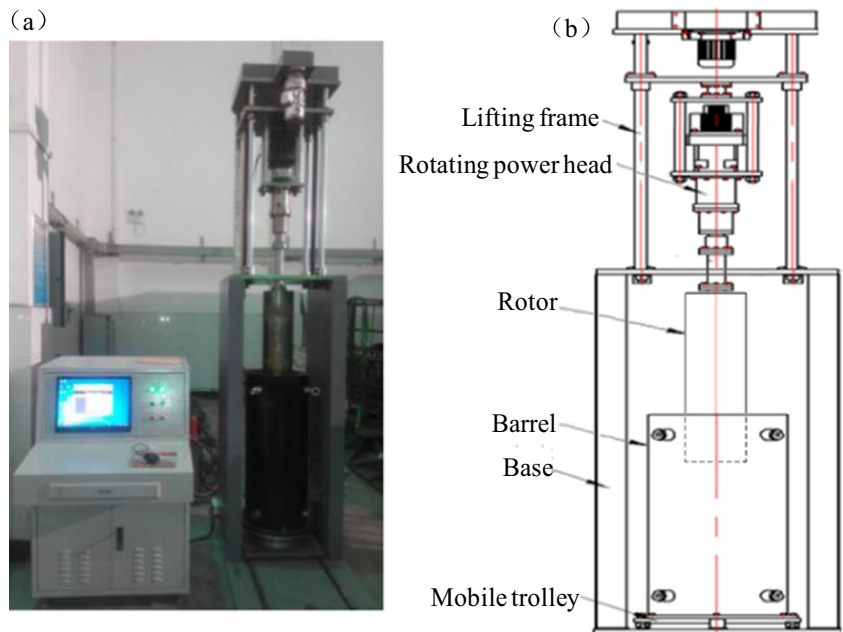 （a）
（b）
Lifting frame
Rotating power head
Rotor
Barrel
Base
Mobile trolley